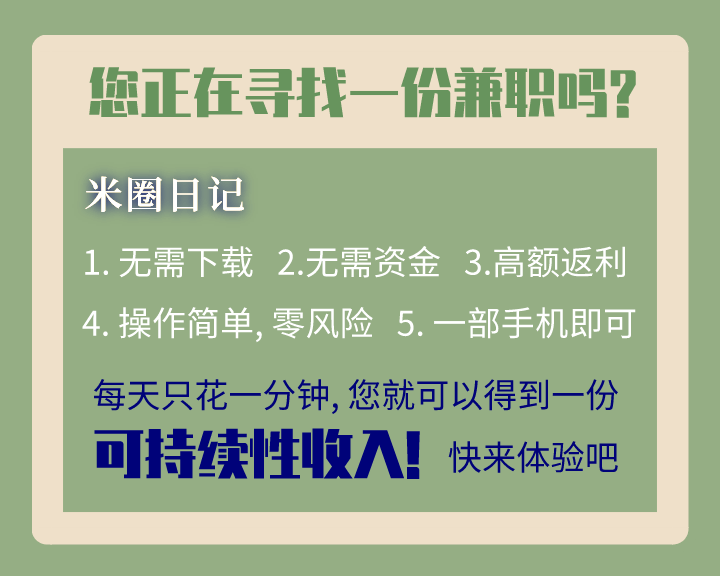 您正在寻找一份兼职吗?
米圈日记
1. 无需下载 2.无需资金 3.高额返利
4. 操作简单, 零风险 5. 一部手机即可
每天只花一分钟, 您就可以得到一份
可持续性收入! 快来体验吧